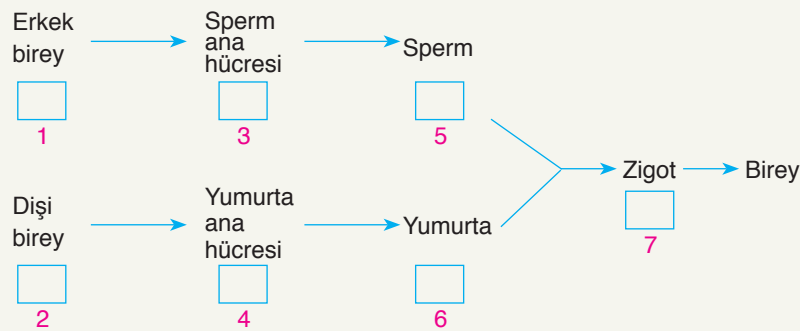 Erkek
birey
1
Sperm
ana
hücresi
3
Sperm
5
Dişi
birey
2
Yumurta
ana
hücresi
4
Yumurta
6
Zigot
7
Birey